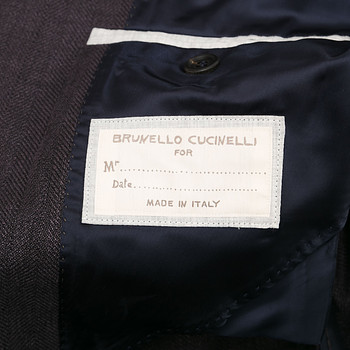 BRUNELLO CUCINELLI
FOR
Mr.
Date
MADE IN ITALY